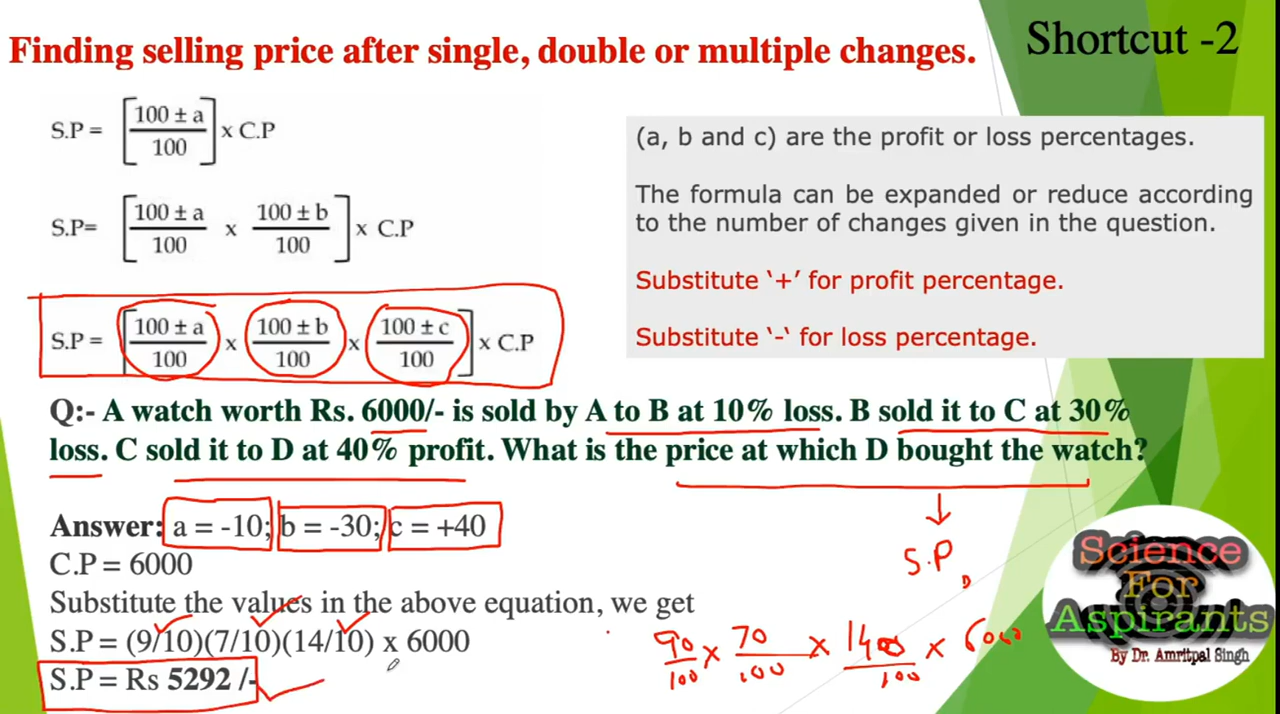 Finding selling price after single, double or multiple changes.
Shortcut -2
S.P = [100 ± a / 100] x C.P
S.P= [100 ± a / 100 x 100 ± b / 100] x C.P
S.P = [100 ± a / 100 x 100 ± b / 100 x 100 ± c / 100] x C.P
(a, b and c) are the profit or loss percentages.
The formula can be expanded or reduce according
to the number of changes given in the question.
Substitute ‘+’ for profit percentage.
Substitute ‘-‘ for loss percentage.
Q:- A watch worth Rs. 6000/- is sold by A to B at 10% loss. B sold it to C at 30%
loss. C sold it to D at 40% profit. What is the price at which D bought the watch?
Answer: a = -10; b = -30; c = +40
C.P = 6000
Substitute the values in the above equation, we get
S.P = (9/10)(7/10)(14/10) x 6000
S.P = Rs 5292 /-
S.P
D
90/100 x 70/100 x 140/100 x 6000
Science
For
Aspirants
By Dr. Amritpal Singh